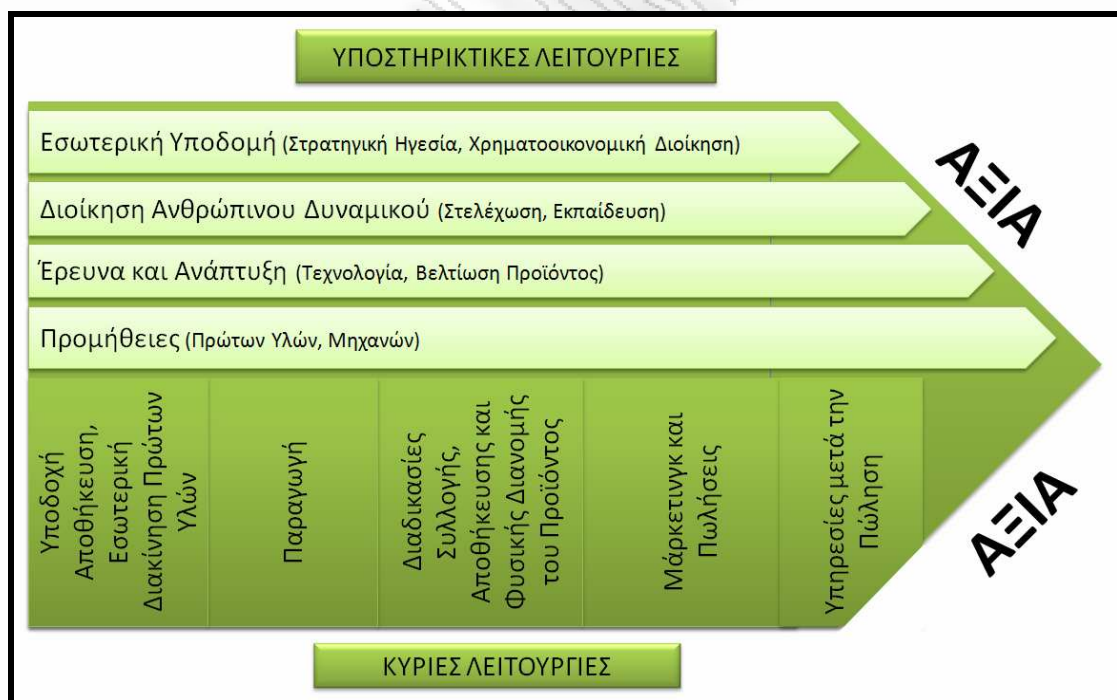 ΥΠΟΣΤΗΡΙΚΤΙΚΕΣ ΛΕΙΤΟΥΡΓΙΕΣ
Εσωτερική Υποδομή (Στρατηγική Ηγεσία, Χρηματοοικονομική Διοίκηση)
Διοίκηση Ανθρώπινου Δυναμικού (Στελέχωση, Εκπαίδευση)
Έρευνα και Ανάπτυξη (Τεχνολογία, Βελτίωση Προϊόντος)
Προμήθειες (Πρώτων Υλών, Μηχανών)
ΑΞΙΑ
Υποδοχή
Αποθήκευση,
Εσωτερική
Διακίνηση Πρώτων
Υλών
Παραγωγή
Διαδικασίες
Συλλογής,
Αποθήκευσης και
Φυσικής Διανομής
του Προϊόντος
Μάρκετινγκ και
Πωλήσεις
Υπηρεσίες μετά την
Πώληση
ΑΞΙΑ
ΚΥΡΙΕΣ ΛΕΙΤΟΥΡΓΙΕΣ